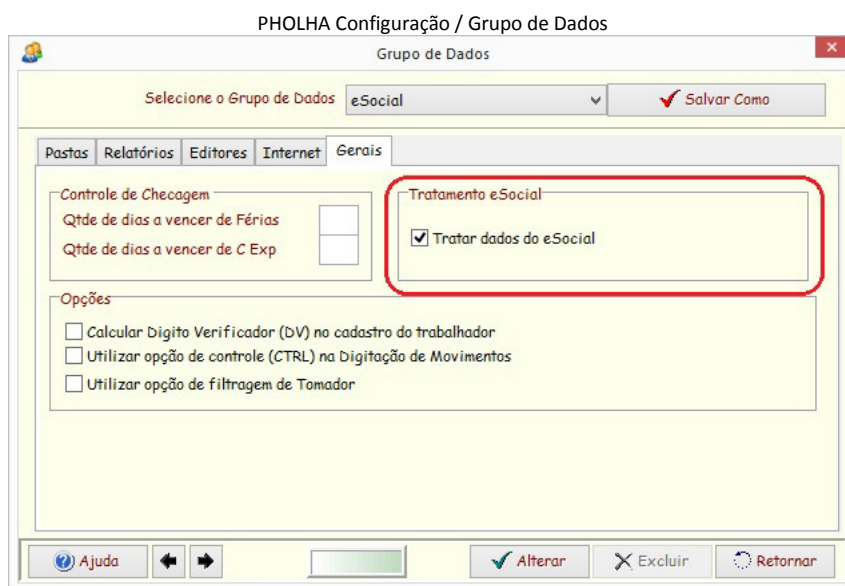 PHOLHA Configuração / Grupo de Dados
Grupo de Dados
Selecione o Grupo de Dados eSocial Salvar Como
Pastas Relatórios Editores Internet Gerais
Controle de Checagem
Qtde de dias a vencer de Férias
Qtde de dias a vencer de C Exp
Tratamento eSocial
Tratar dados do eSocial
Opções
Calcular Digito Verificador (DV) no cadastro do trabalhador
Utilizar opção de controle (CTRL) na Digitação de Movimentos
Utilizar opção de filtragem de Tomador
Ajuda Alterar Excluir Retornar